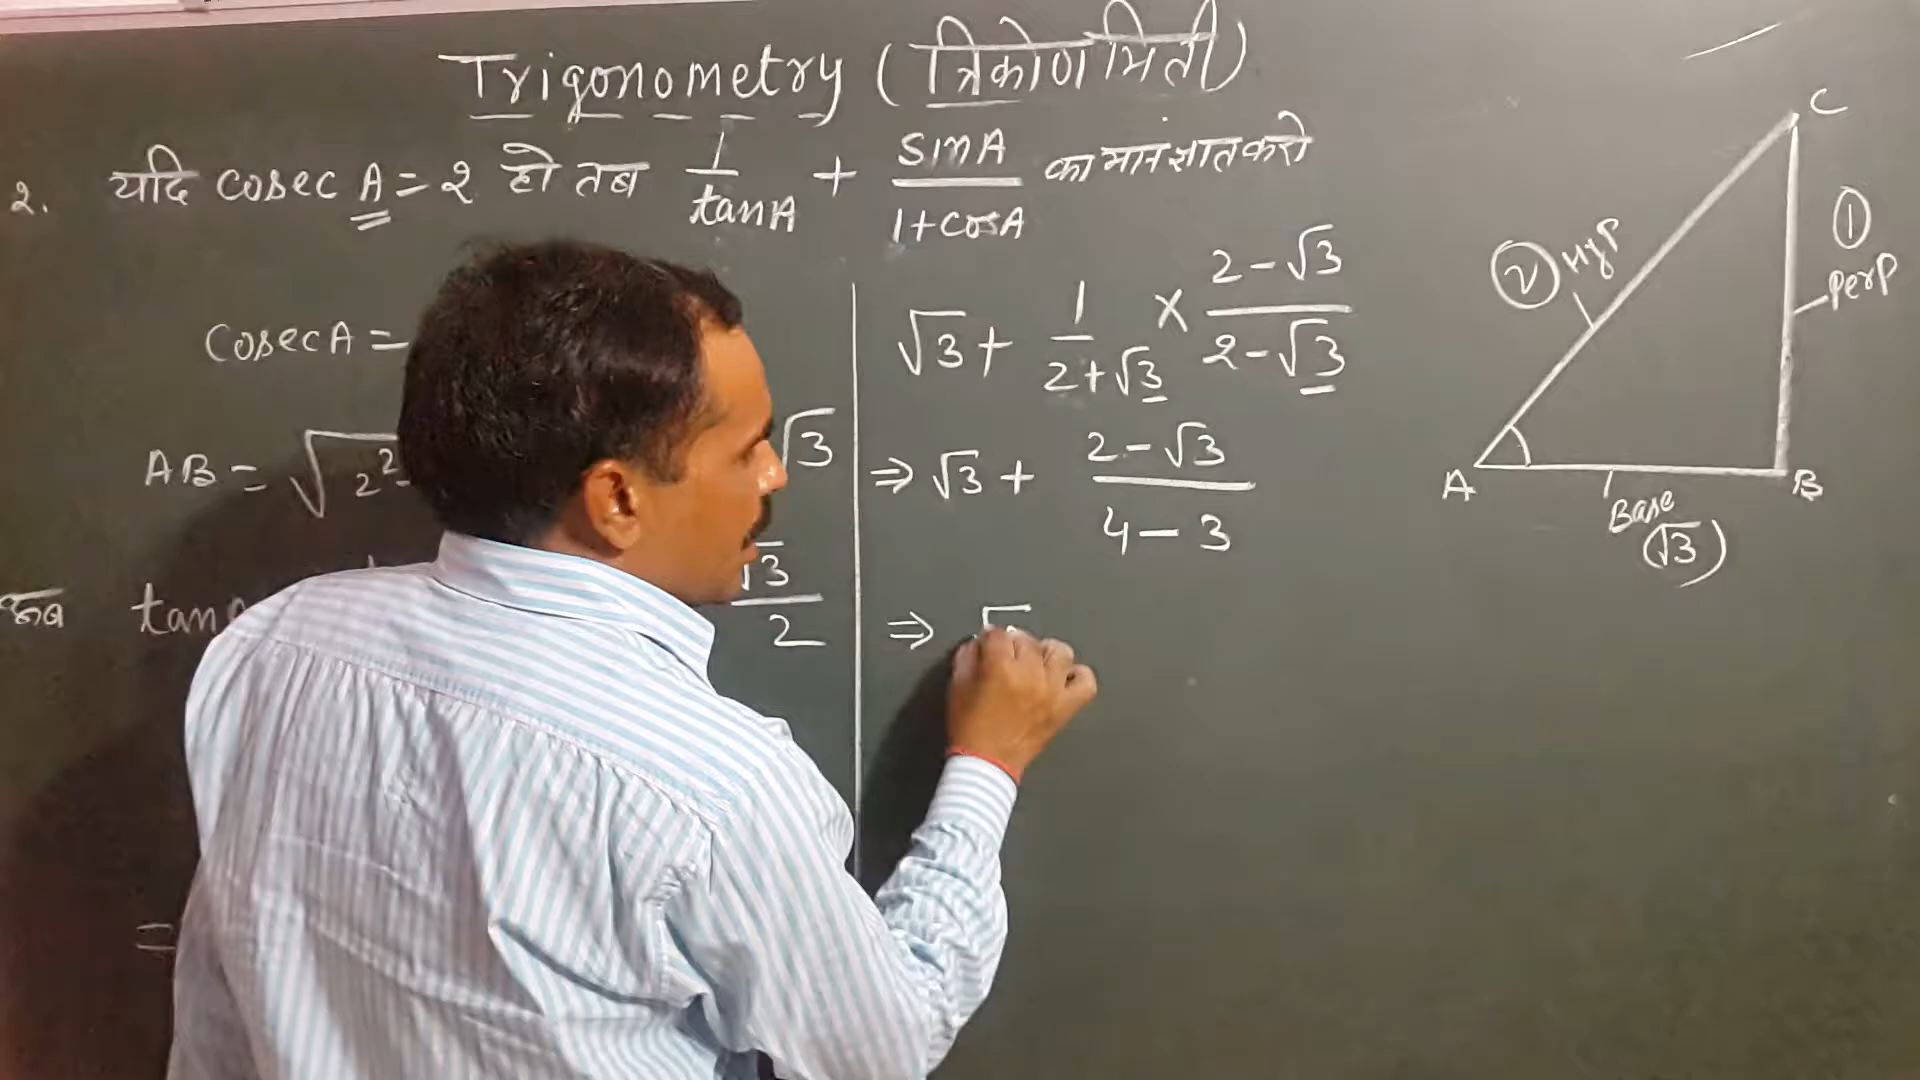 Trigonometry (त्रिकोणमिती)
2. यदि cosec A = 2 हो तब 1/tanA + sinA/1+cosA का मान ज्ञात करो
CosecA =
AB = √2²
√3
tan
√3/2
=
√3 + 1/2+√3 × 2-√3/2-√3
⇒ √3 + 2-√3/4-3
⇒
C
① Perp
② Hyp
A
B
Base
(√3)